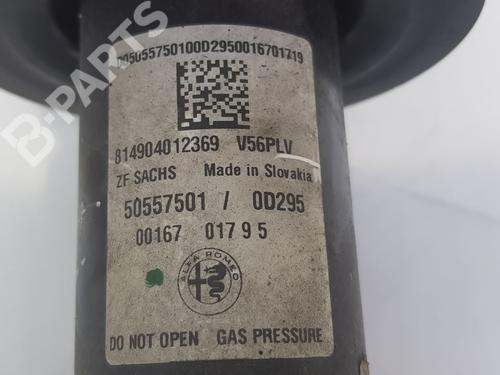 005055750100D2950016701719
814904012369 V56PLV
ZF SACHS Made in Slovakia
50557501 / 0D295
00167 01795
ALFA ROMEO
DO NOT OPEN GAS PRESSURE
B-PARTS